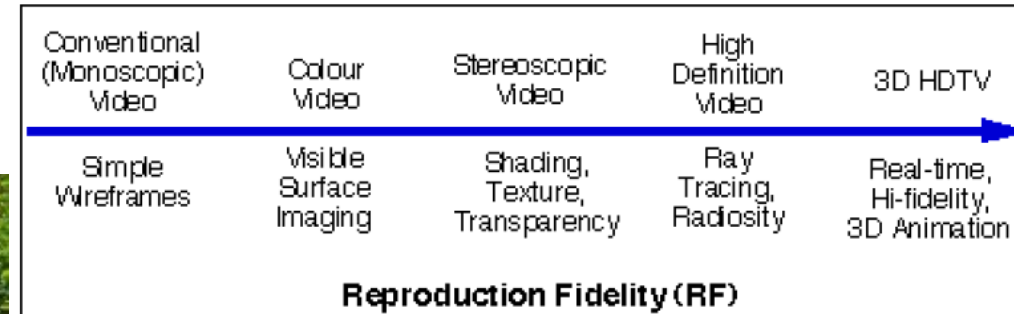 Conventional
(Monoscopic)
Video
Colour
Video
Stereoscopic
Video
High
Definition
Video
3D HDTV
Simple
Wireframes
Visible
Surface
Imaging
Shading,
Texture,
Transparency
Ray
Tracing,
Radiosity
Real-time,
Hi-fidelity,
3D Animation
Reproduction Fidelity (RF)